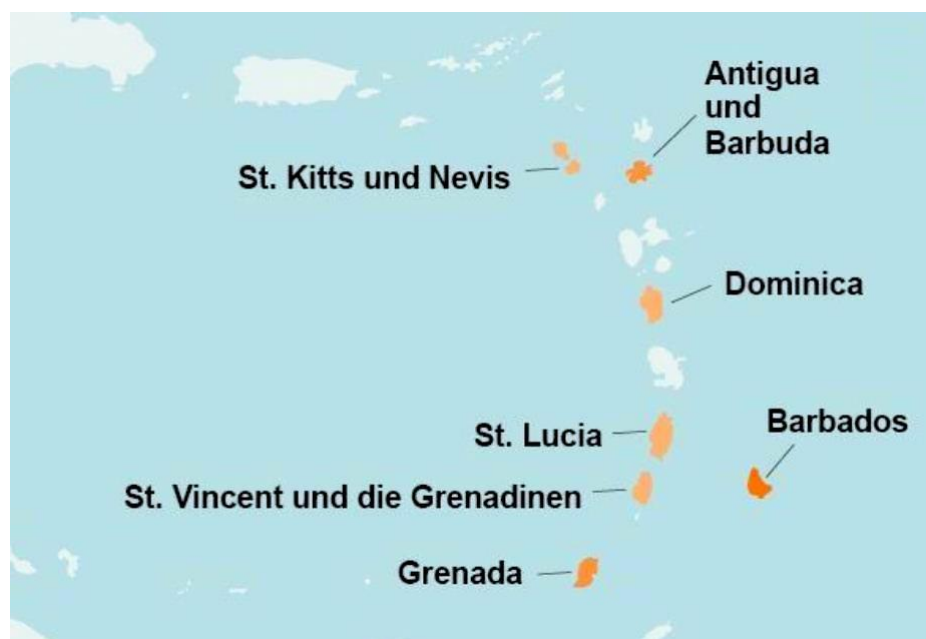 Antigua
und
Barbuda
St. Kitts und Nevis
Dominica
Barbados
St. Lucia
St. Vincent und die Grenadinen
Grenada